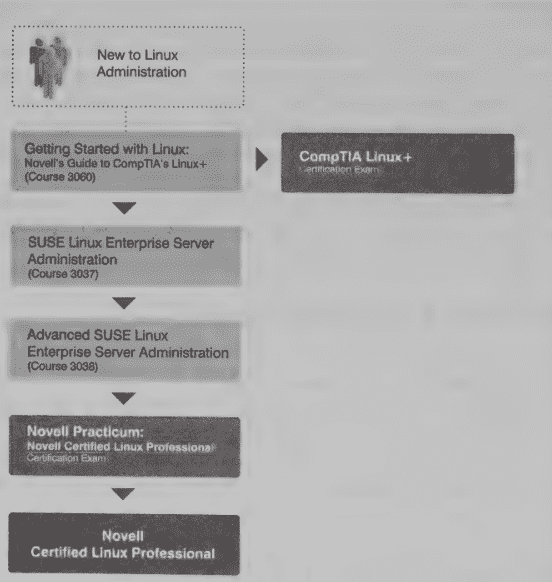 New to Linux
Administration
Getting Started with Linux:
Novell's Guide to CompTIA's Linux+
(Course 3060)
CompTIA Linux+
Certification Exam
SUSE Linux Enterprise Server
Administration
(Course 3037)
Advanced SUSE Linux
Enterprise Server Administration
(Course 3038)
Novell Practicum:
Novell Certified Linux Professional
Certification Exam
Novell
Certified Linux Professional